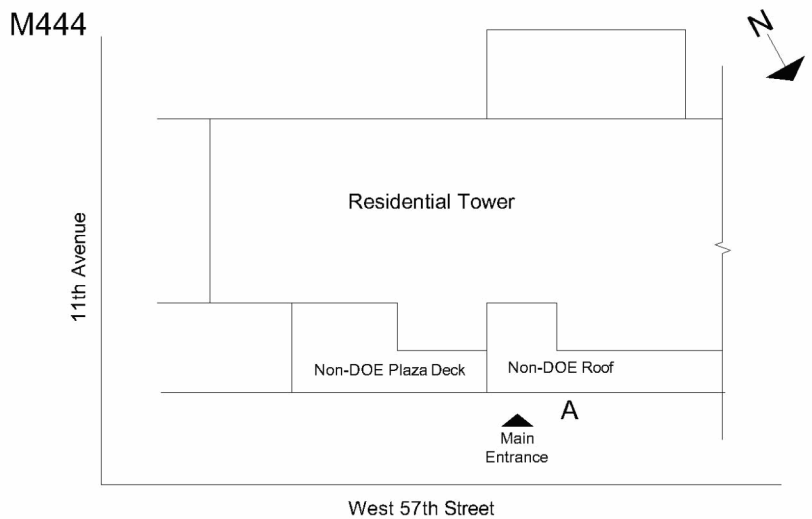 M444
N
Residential Tower
11th Avenue
Non-DOE Plaza Deck
Non-DOE Roof
A
Main
Entrance
West 57th Street